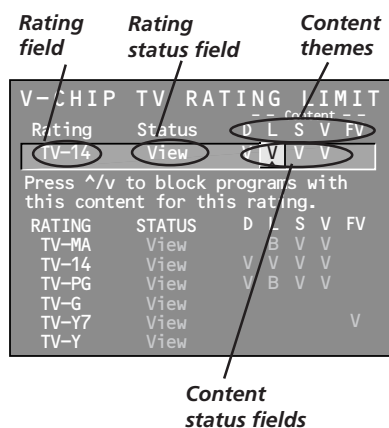 Rating field
Rating status field
Content themes
V-CHIP TV RATING LIMIT
- - Content - -
Rating Status D L S V FV
TV-14 View V V V V
Press ^/v to block programs with
this content for this rating.
RATING STATUS D L S V FV
TV-MA View B V V
TV-14 View V V V V
TV-PG View V B V V
TV-G View
TV-Y7 View V
TV-Y View
Content
status fields